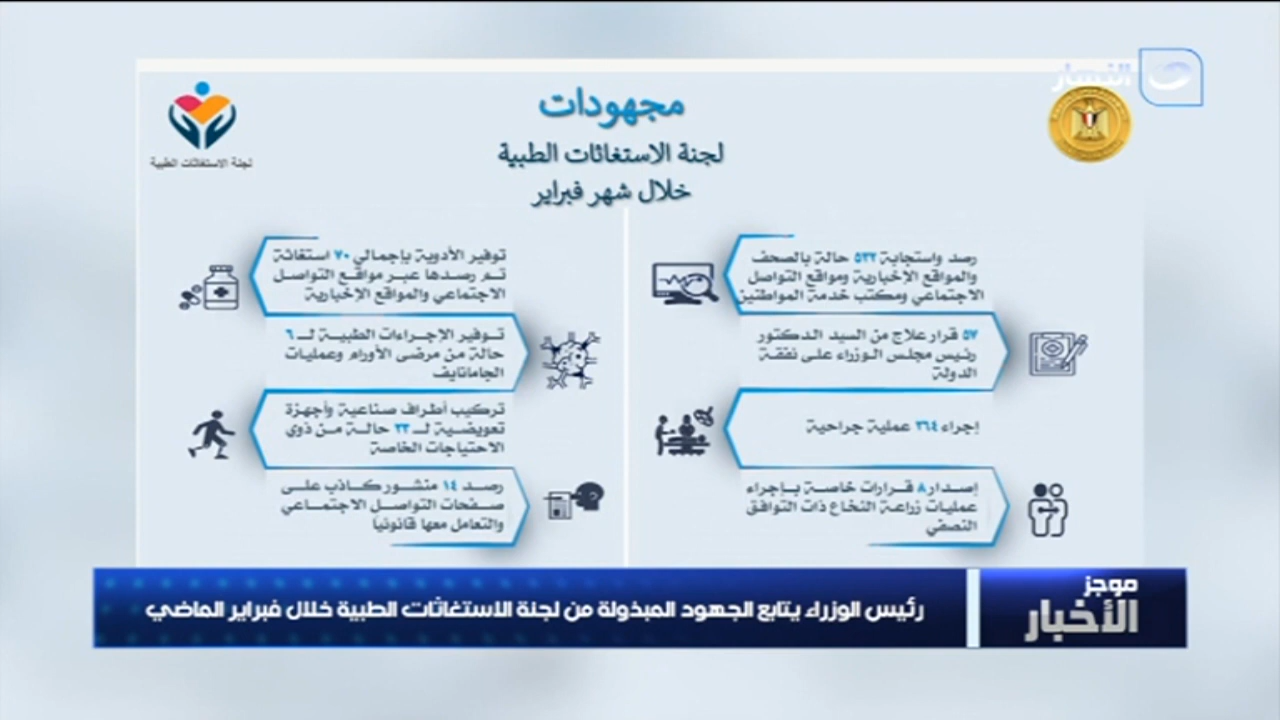 النهار
مجهودات
لجنة الاستغاثات الطبية
خلال شهر فبراير
لجنة الاستغاثات الطبية
رصد واستجابة ٥٣٢ حالة بالصحف
والمواقع الإخبارية ومواقع التواصل
الاجتماعي ومكتب خدمة المواطنين
٥٧ قرار علاج من السيد الدكتور
رئيس مجلس الوزراء على نفقة
الدولة
إجراء ٣٦٤ عملية جراحية
إصدار ٨ قرارات خاصة بإجراء
عمليات زراعة النخاع ذات التوافق
النصفي
توفير الأدوية بإجمالي ٧٠ استغاثة
تم رصدها عبر مواقع التواصل
الاجتماعي والمواقع الإخبارية
توفير الإجراءات الطبية لـ ٦
حالة من مرضى الأورام وعمليات
الجامانايف
تركيب أطراف صناعية وأجهزة
تعويضية لـ ٢٣ حالة من ذوى
الاحتياجات الخاصة
رصد ١٤ منشور كاذب على
صفحات التواصل الاجتماعي
والتعامل معها قانونياً
موجز
الأخبار
رئيس الوزراء يتابع الجهود المبذولة من لجنة الاستغاثات الطبية خلال فبراير الماضي